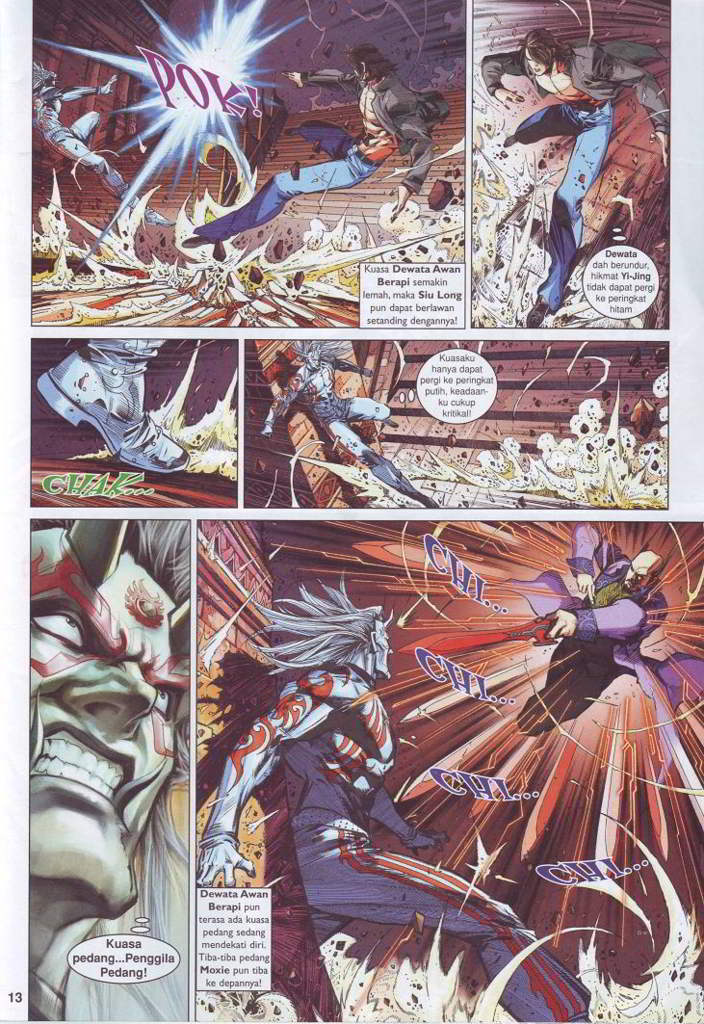 POK!
Kuasa Dewata Awan
Berapi semakin
lemah, maka Siu Long
pun dapat berlawan
setanding dengannya!
Dewata
dah berundur,
hikmat Yi-Jing
tidak dapat pergi
ke peringkat
hitam
CHAK...
Kuasaku
hanya dapat
pergi ke peringkat
putih, keadaan-
ku cukup
kritikal!
Kuasa
pedang...Penggila
Pedang!
CHI...
CHI...
CHI...
CHI...
Dewata Awan
Berapi pun
terasa ada kuasa
pedang sedang
mendekati diri.
Tiba-tiba pedang
Moxie pun tiba
ke depannya!
13